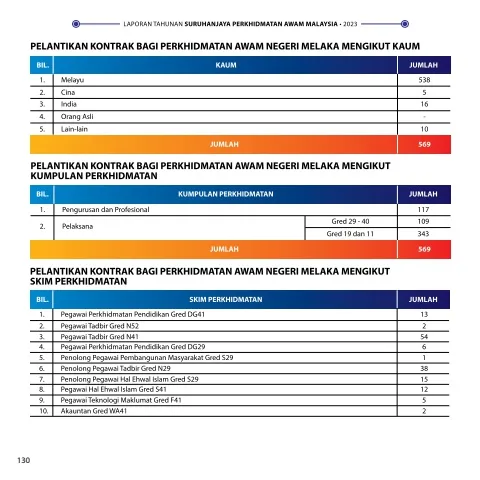 LAPORAN TAHUNAN SURUHANJAYA PERKHIDMATAN AWAM MALAYSIA • 2023
PELANTIKAN KONTRAK BAGI PERKHIDMATAN AWAM NEGERI MELAKA MENGIKUT KAUM
BIL. KAUM JUMLAH
1. Melayu 538
2. Cina 5
3. India 16
4. Orang Asli -
5. Lain-lain 10
JUMLAH 569
PELANTIKAN KONTRAK BAGI PERKHIDMATAN AWAM NEGERI MELAKA MENGIKUT
KUMPULAN PERKHIDMATAN
BIL. KUMPULAN PERKHIDMATAN JUMLAH
1. Pengurusan dan Profesional 117
2. Pelaksana Gred 29 - 40 109
Gred 19 dan 11 343
JUMLAH 569
PELANTIKAN KONTRAK BAGI PERKHIDMATAN AWAM NEGERI MELAKA MENGIKUT
SKIM PERKHIDMATAN
BIL. SKIM PERKHIDMATAN JUMLAH
1. Pegawai Perkhidmatan Pendidikan Gred DG41 13
2. Pegawai Tadbir Gred N52 2
3. Pegawai Tadbir Gred N41 54
4. Pegawai Perkhidmatan Pendidikan Gred DG29 6
5. Penolong Pegawai Pembangunan Masyarakat Gred S29 1
6. Penolong Pegawai Tadbir Gred N29 38
7. Penolong Pegawai Hal Ehwal Islam Gred S29 15
8. Pegawai Hal Ehwal Islam Gred S41 12
9. Pegawai Teknologi Maklumat Gred F41 5
10. Akauntan Gred WA41 2
130